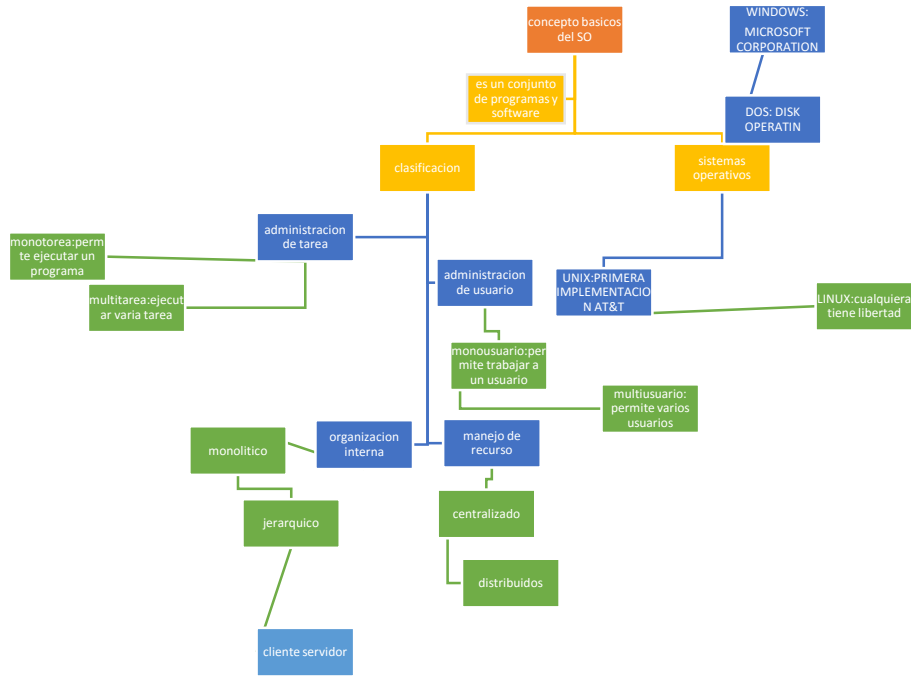 concepto basicos
del SO
WINDOWS:
MICROSOFT
CORPORATION
es un conjunto
de programas y
software
DOS: DISK
OPERATIN
clasificacion
sistemas
operativos
administracion
de tarea
monotorea:perm
te ejecutar un
programa
multitarea:ejecut
ar varia tarea
administracion
de usuario
UNIX:PRIMERA
IMPLEMENTACIO
N AT&T
LINUX:cualquiera
tiene libertad
monousuario:per
mite trabajar a
un usuario
multiusuario:
permite varios
usuarios
organizacion
interna
manejo de
recurso
monolitico
jerarquico
centralizado
distribuidos
cliente servidor